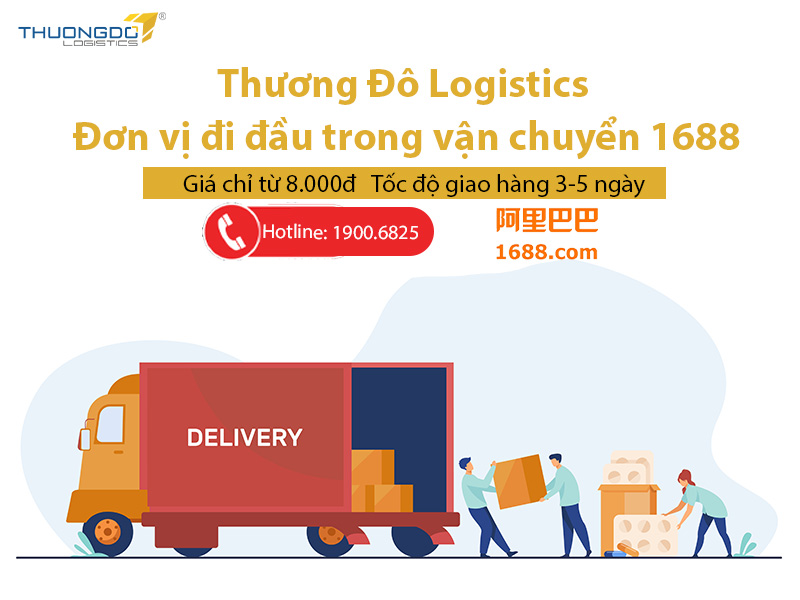 THUONGDO®
LOGISTICS
Thương Đô Logistics
Đơn vị đi đầu trong vận chuyển 1688
Giá chỉ từ 8.000đ Tốc độ giao hàng 3-5 ngày
Hotline: 1900.6825
阿里巴巴
1688.com
DELIVERY